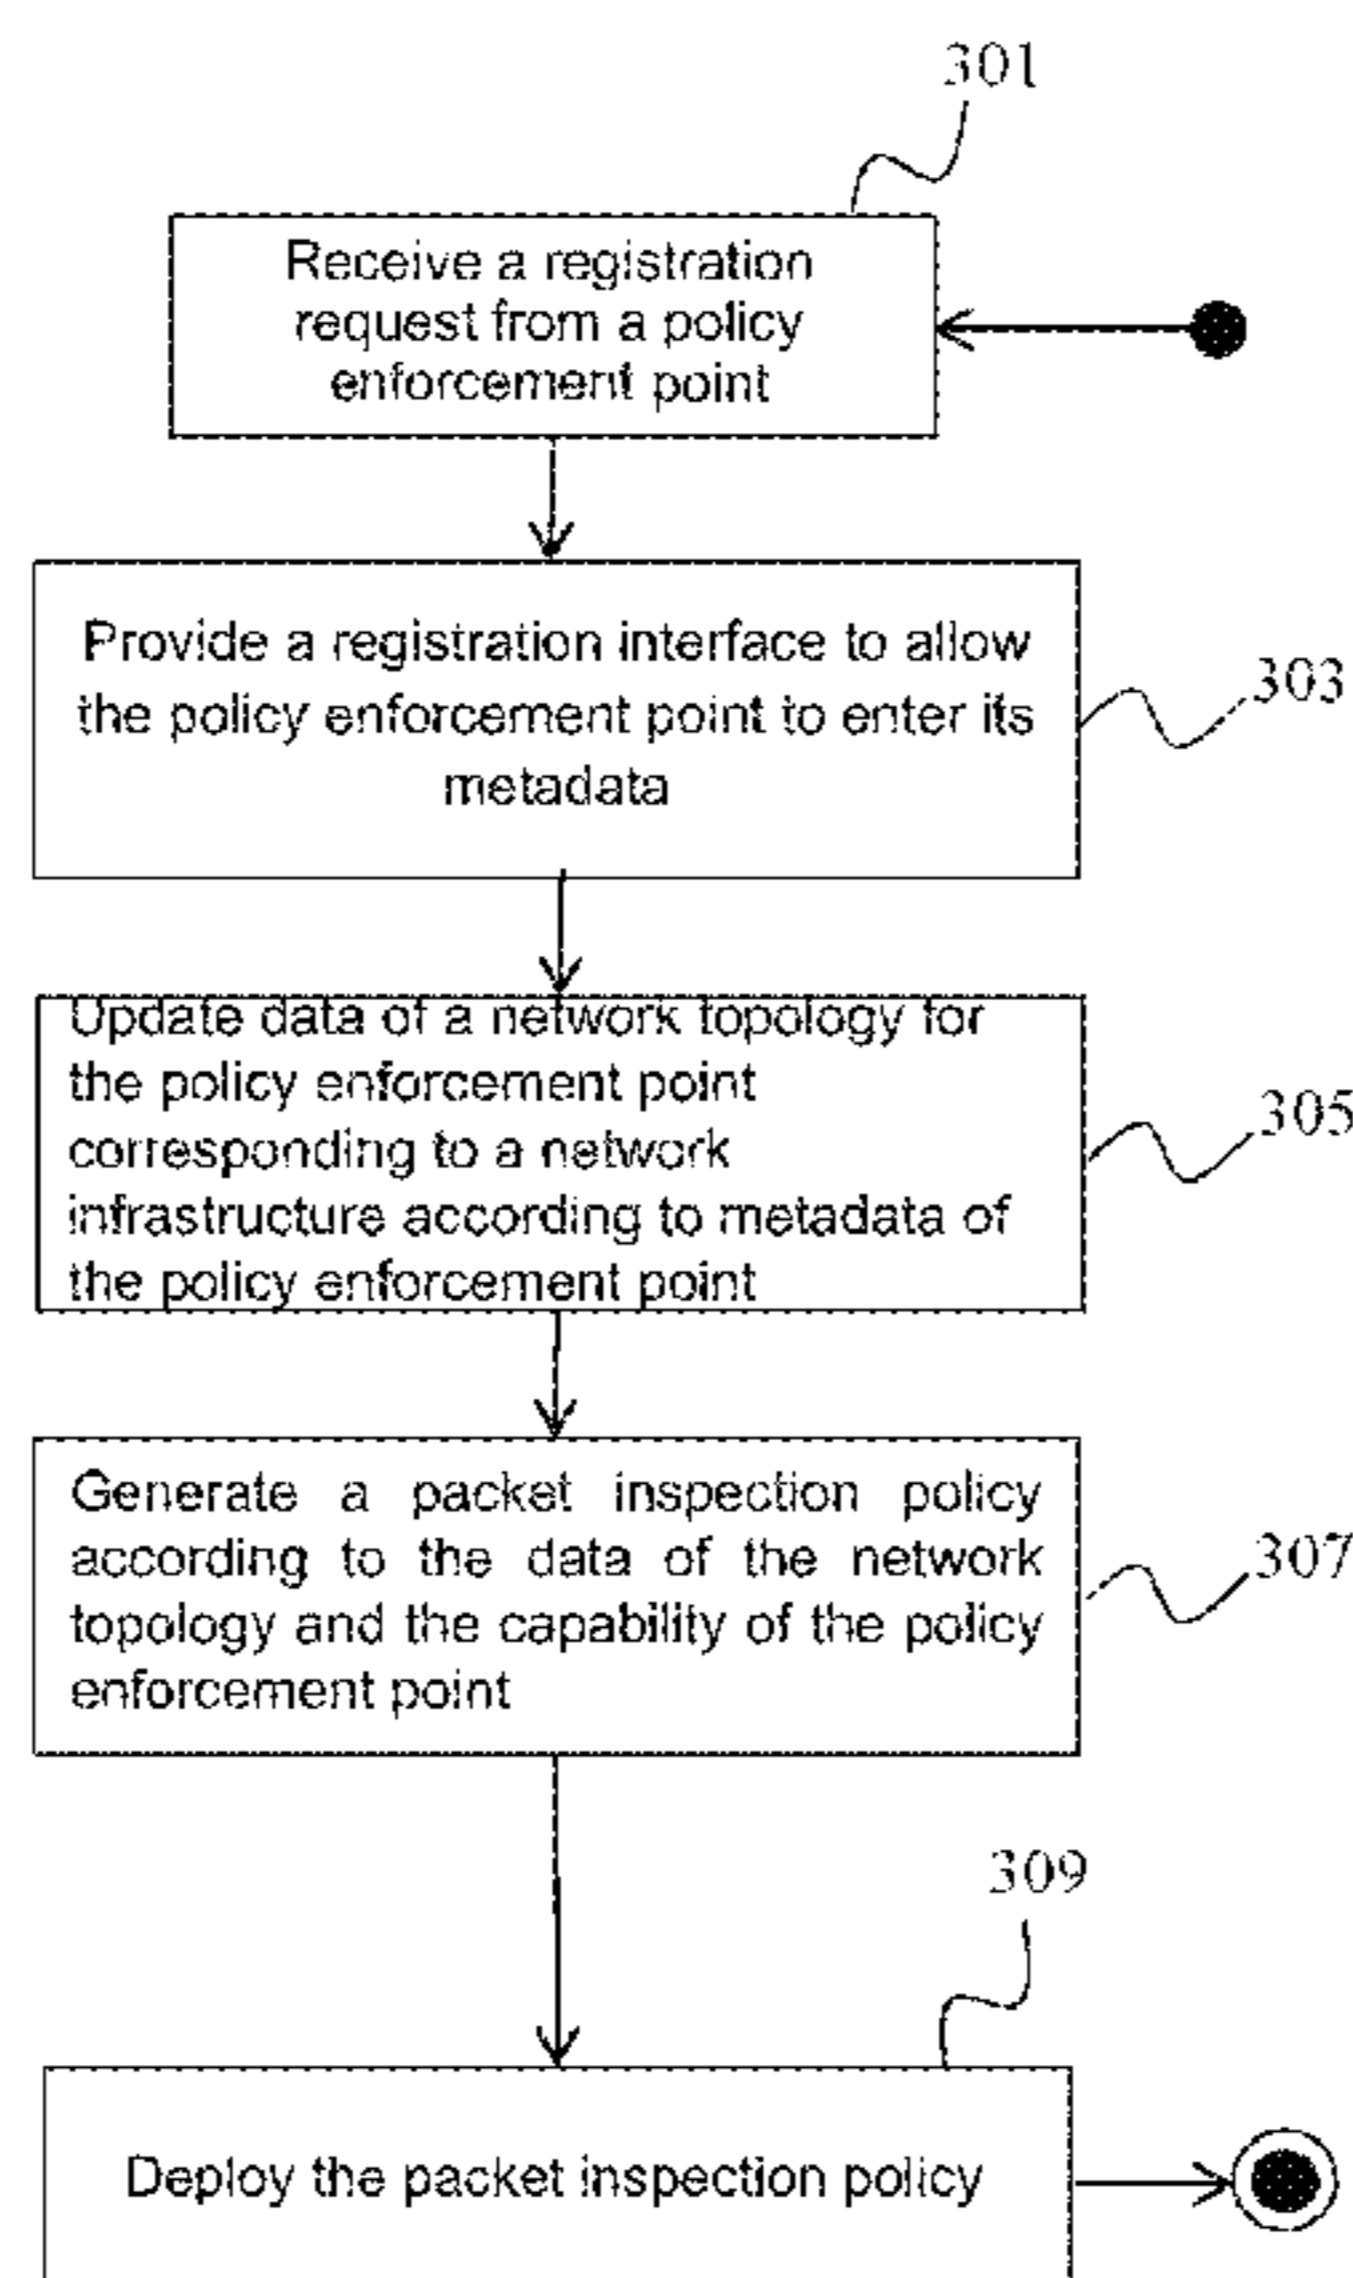 301
Receive a registration
request from a policy
enforcement point
Provide a registration interface to allow
the policy enforcement point to enter its
metadata
303
Update data of a network topology for
the policy enforcement point
corresponding to a network
infrastructure according to metadata of
the policy enforcement point
305
Generate a packet inspection policy
according to the data of the network
topology and the capability of the policy
enforcement point
307
309
Deploy the packet inspection policy